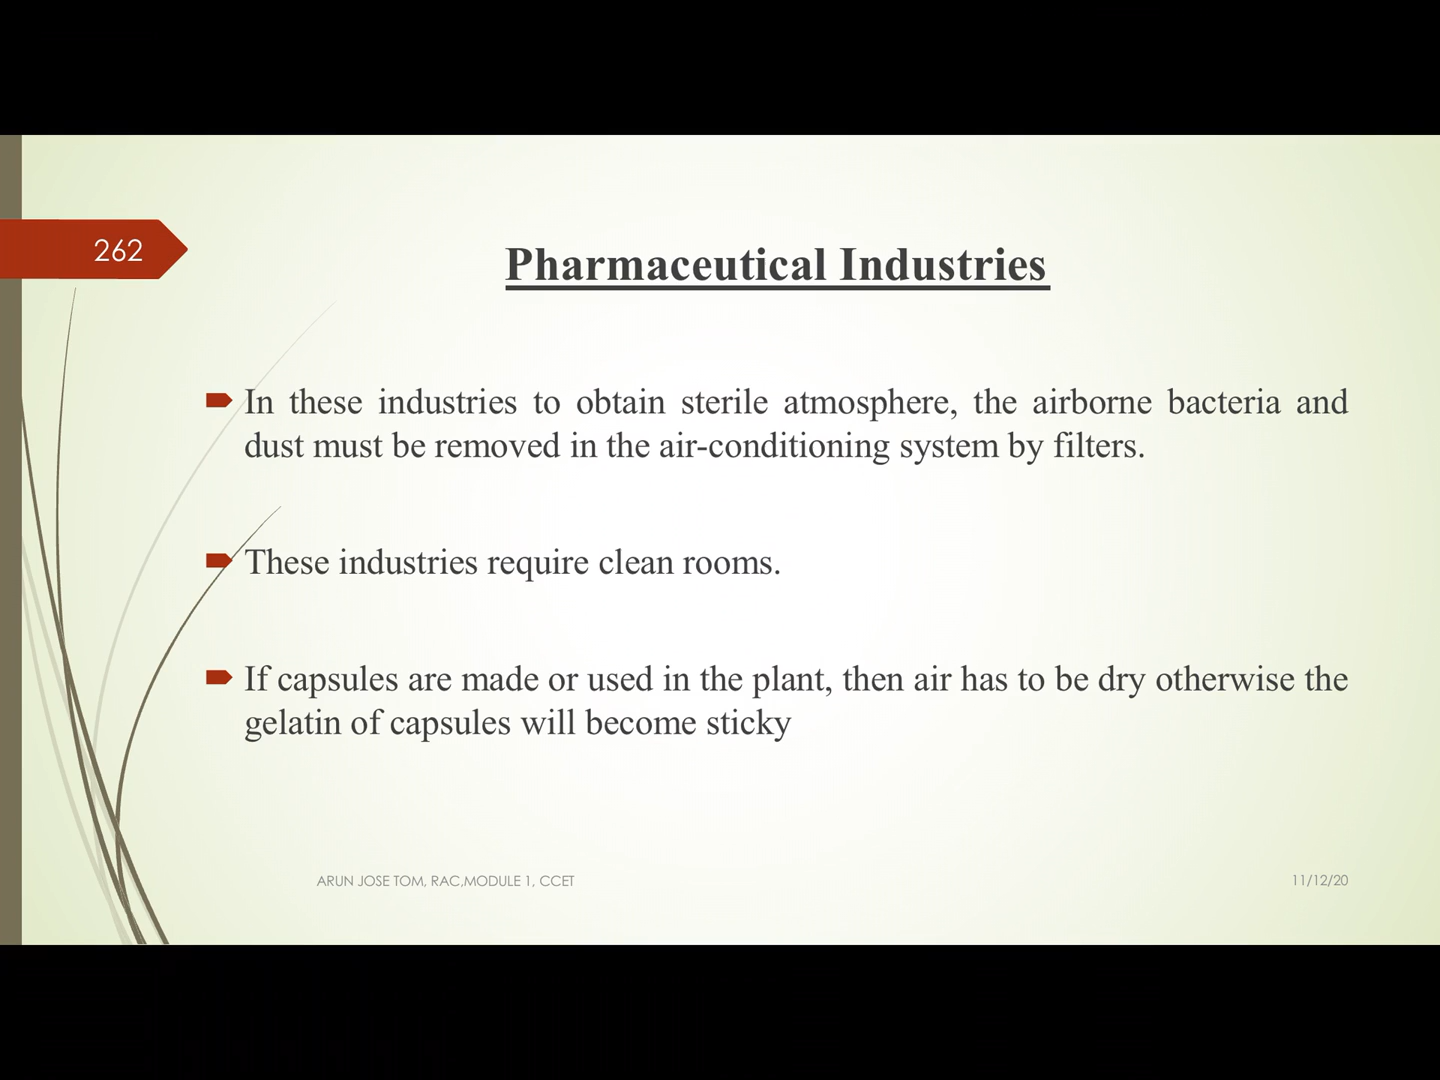 262
Pharmaceutical Industries
In these industries to obtain sterile atmosphere, the airborne bacteria and
dust must be removed in the air-conditioning system by filters.
These industries require clean rooms.
If capsules are made or used in the plant, then air has to be dry otherwise the
gelatin of capsules will become sticky
ARUN JOSE TOM, RAC,MODULE 1, CCET
11/12/20